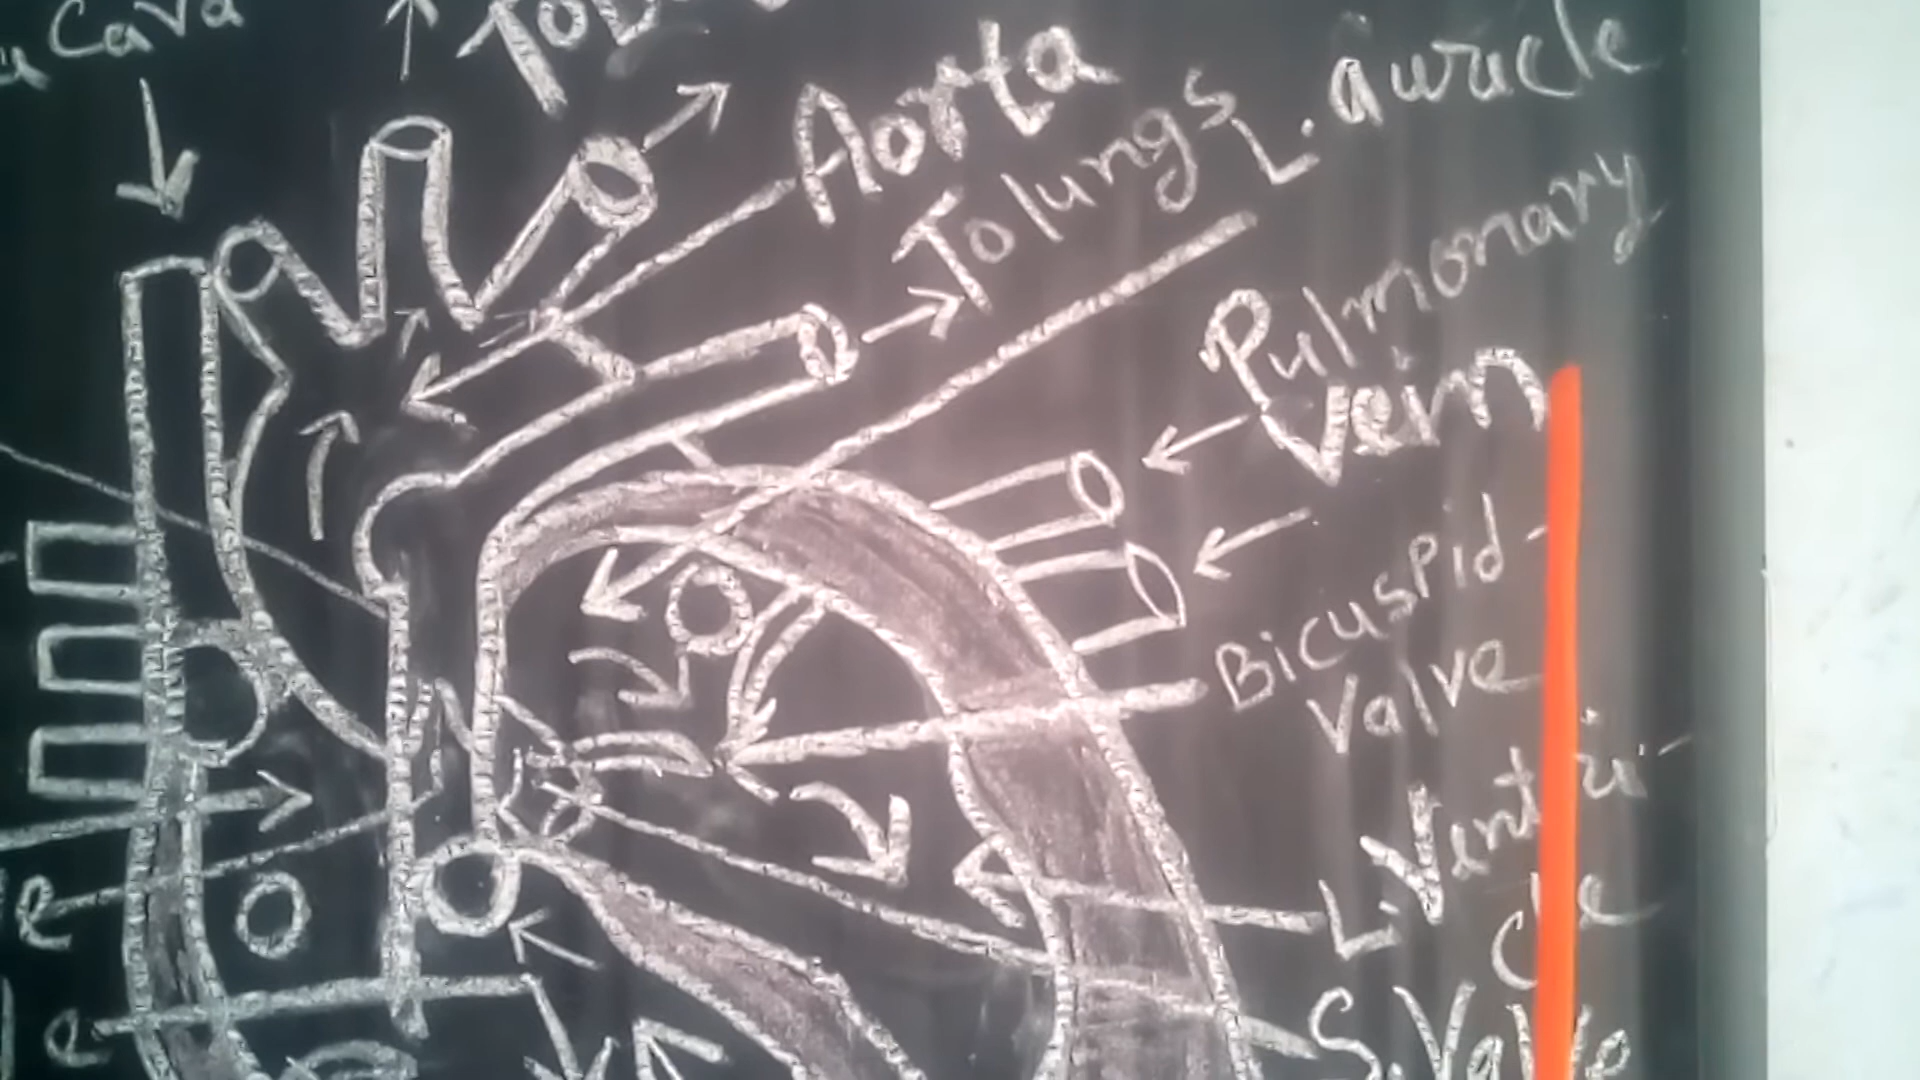 Cava
Aorta
To lungs
L. auricle
Pulmonary
vein
Bicuspid-
Valve
L. Ventri-
cle
S. Valve